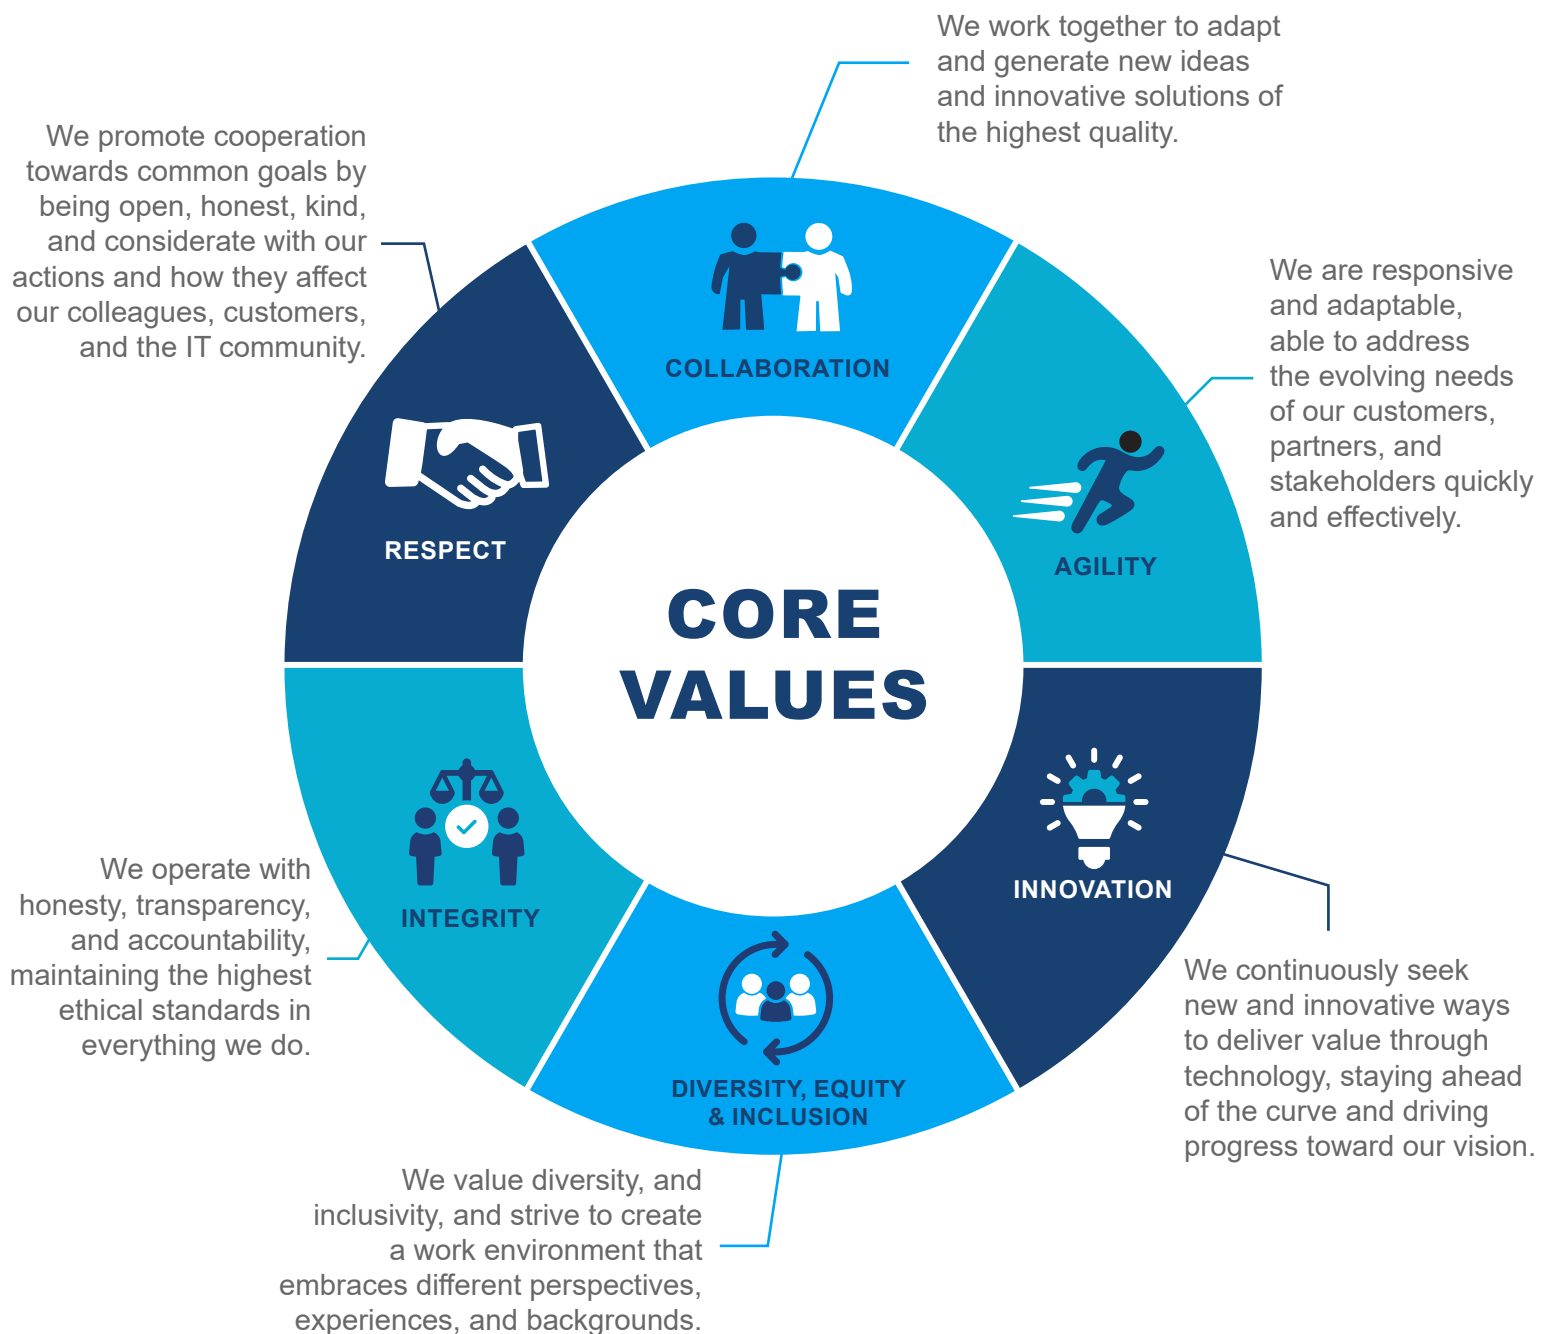 We work together to adapt
and generate new ideas
and innovative solutions of
the highest quality.
We promote cooperation
towards common goals by
being open, honest, kind,
and considerate with our
actions and how they affect
our colleagues, customers,
and the IT community.
We are responsive
and adaptable,
able to address
the evolving needs
of our customers,
partners, and
stakeholders quickly
and effectively.
COLLABORATION
RESPECT
AGILITY
CORE
VALUES
INTEGRITY
INNOVATION
We operate with
honesty, transparency,
and accountability,
maintaining the highest
ethical standards in
everything we do.
DIVERSITY, EQUITY
& INCLUSION
We continuously seek
new and innovative ways
to deliver value through
technology, staying ahead
of the curve and driving
progress toward our vision.
We value diversity, and
inclusivity, and strive to create
a work environment that
embraces different perspectives,
experiences, and backgrounds.